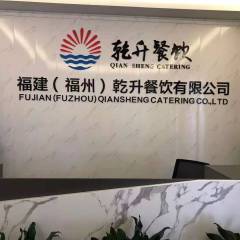 乾升餐饮
QIAN SHENG CATERING
福建（福州）乾升餐饮有限公司
FUJIAN(FUZHOU)QIANSHENG CATERING CO.,LTD